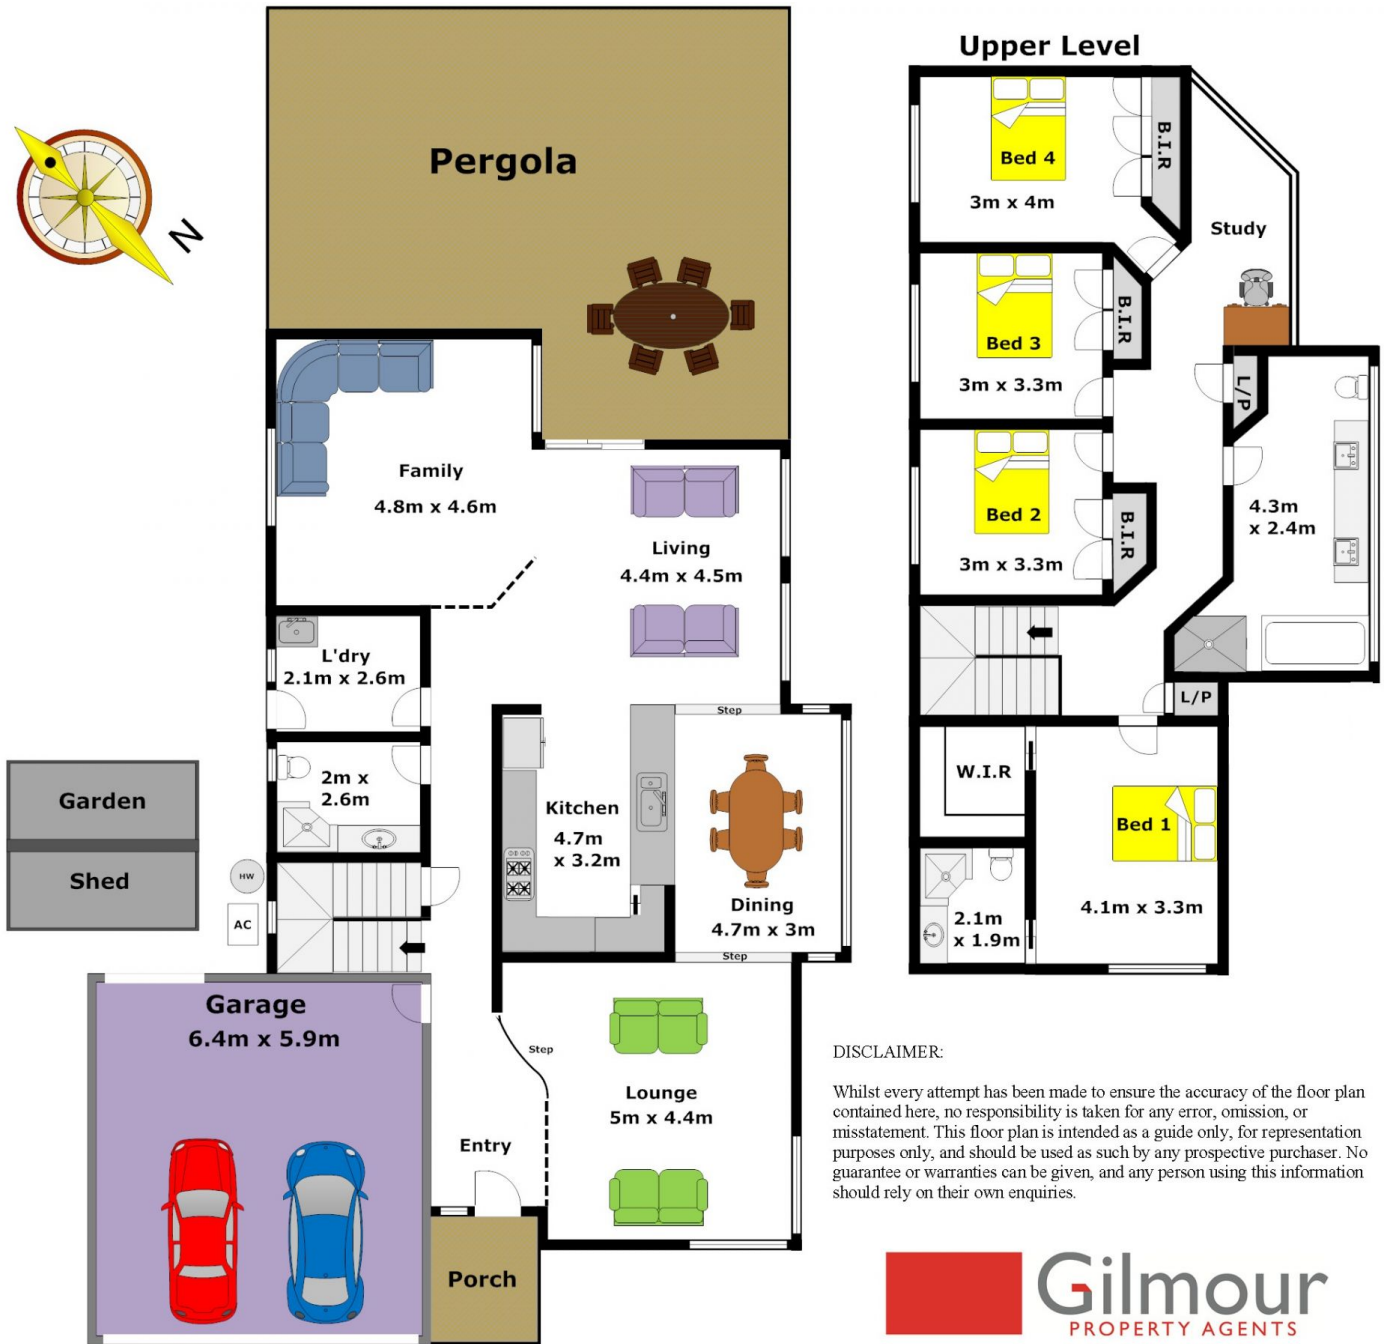 Pergola
N
Family
4.8m x 4.6m
Living
4.4m x 4.5m
L'dry
2.1m x 2.6m
Step
2m x
2.6m
Kitchen
4.7m
x 3.2m
Dining
4.7m x 3m
Step
Garden
Shed
HW
AC
Garage
6.4m x 5.9m
Step
Lounge
5m x 4.4m
Entry
Porch
Upper Level
Bed 4
3m x 4m
B.I.R
Study
Bed 3
3m x 3.3m
B.I.R
L/P
Bed 2
3m x 3.3m
B.I.R
4.3m
x 2.4m
L/P
W.I.R
Bed 1
4.1m x 3.3m
2.1m
x 1.9m
DISCLAIMER:
Whilst every attempt has been made to ensure the accuracy of the floor plan
contained here, no responsibility is taken for any error, omission, or
misstatement. This floor plan is intended as a guide only, for representation
purposes only, and should be used as such by any prospective purchaser. No
guarantee or warranties can be given, and any person using this information
should rely on their own enquiries.
Gilmour
PROPERTY AGENTS